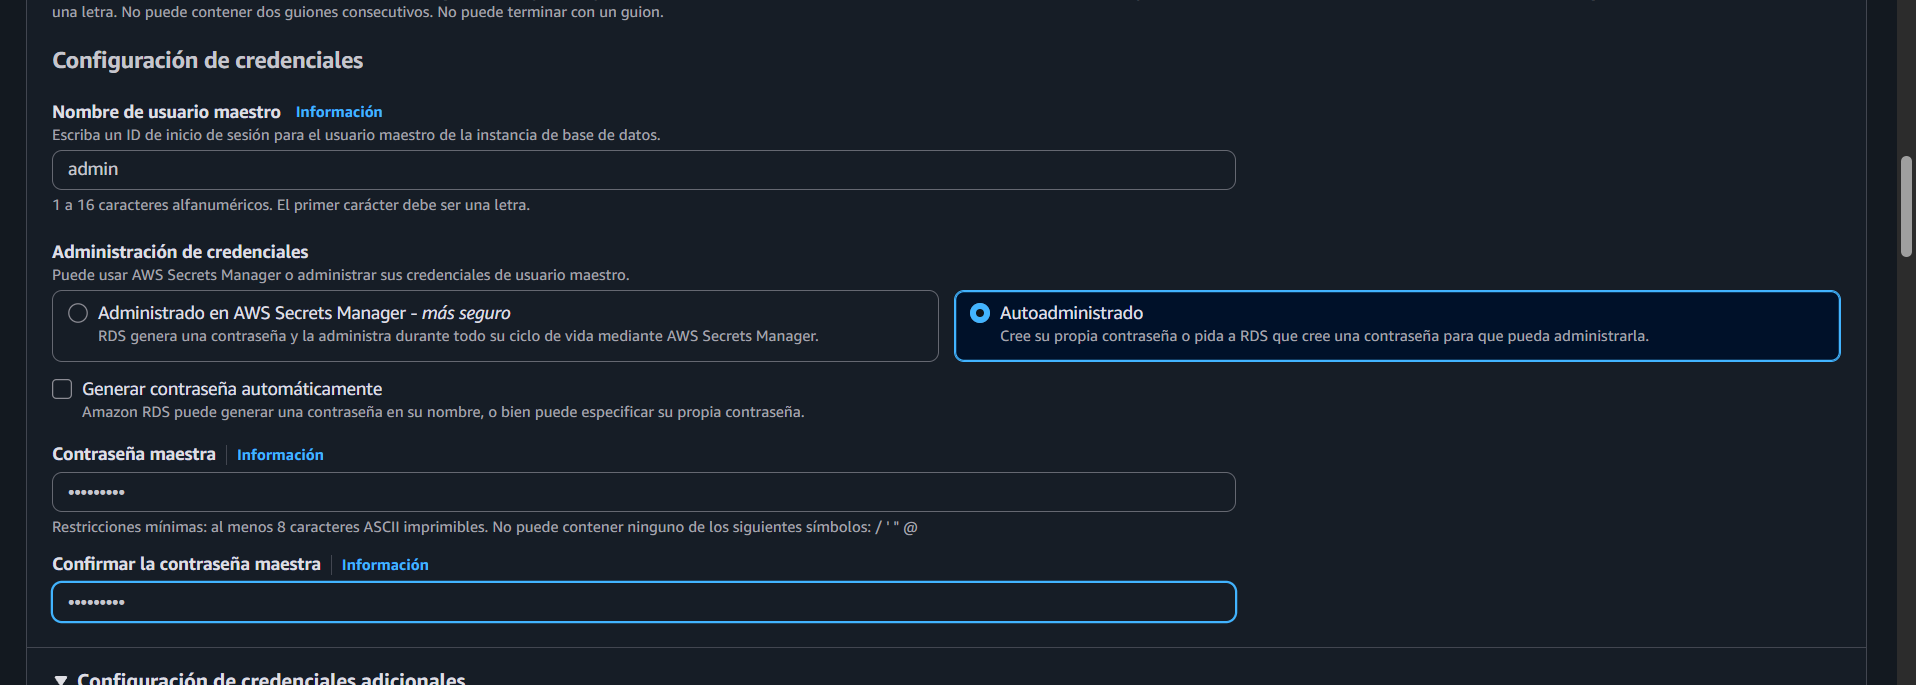 una letra. No puede contener dos guiones consecutivos. No puede terminar con un guion.
Configuración de credenciales
Nombre de usuario maestro Información
Escriba un ID de inicio de sesión para el usuario maestro de la instancia de base de datos.
admin
1 a 16 caracteres alfanuméricos. El primer carácter debe ser una letra.
Administración de credenciales
Puede usar AWS Secrets Manager o administrar sus credenciales de usuario maestro.
Administrado en AWS Secrets Manager - más seguro
RDS genera una contraseña y la administra durante todo su ciclo de vida mediante AWS Secrets Manager.
Autoadministrado
Cree su propia contraseña o pida a RDS que cree una contraseña para que pueda administrarla.
Generar contraseña automáticamente
Amazon RDS puede generar una contraseña en su nombre, o bien puede especificar su propia contraseña.
Contraseña maestra Información
•••••••••
Restricciones mínimas: al menos 8 caracteres ASCII imprimibles. No puede contener ninguno de los siguientes símbolos: / ' " @
Confirmar la contraseña maestra Información
•••••••••
Configuración de credenciales adicionales